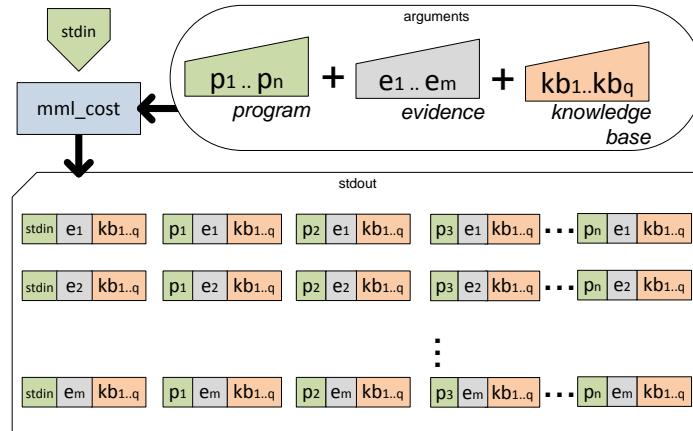 arguments
stdin
p1 .. pn + e1 .. em + kb1..kbq
mml_cost
program evidence knowledge
base
stdout
stdin e1 kb1..q p1 e1 kb1..q p2 e1 kb1..q p3 e1 kb1..q ... pn e1 kb1..q
stdin e2 kb1..q p1 e2 kb1..q p2 e2 kb1..q p3 e2 kb1..q ... pn e2 kb1..q
⋮
stdin em kb1..q p1 em kb1..q p2 em kb1..q p3 em kb1..q ... pn em kb1..q